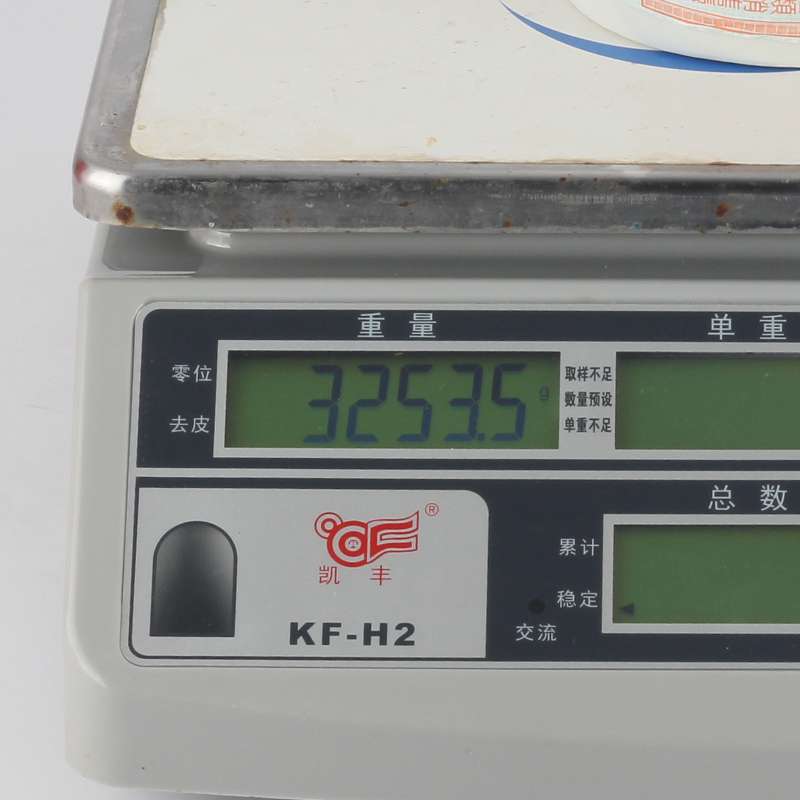 重量
单重
零位
去皮
3253.5 g
取样不足
数量预设
单重不足
总数
累计
稳定
交流
®
凯丰
KF-H2